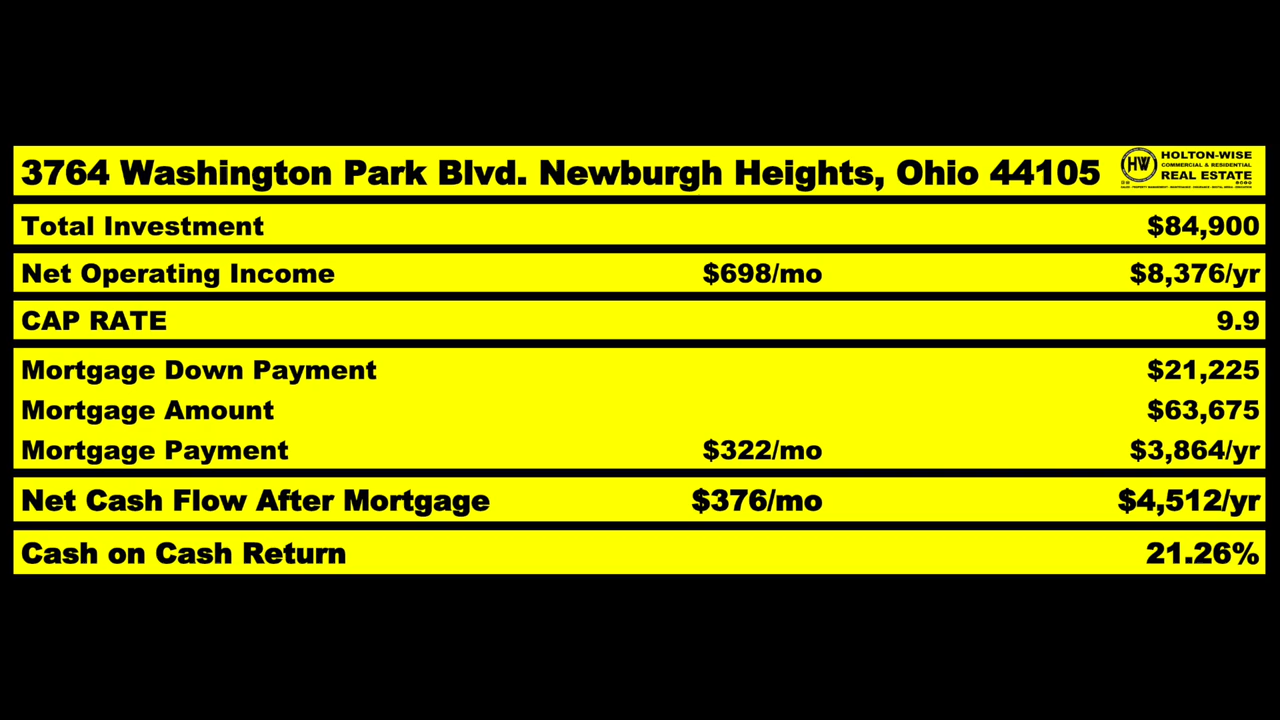 3764 Washington Park Blvd. Newburgh Heights, Ohio 44105
HW
HOLTON-WISE
COMMERCIAL & RESIDENTIAL
REAL ESTATE
Total Investment $84,900
Net Operating Income $698/mo $8,376/yr
CAP RATE 9.9
Mortgage Down Payment $21,225
Mortgage Amount $63,675
Mortgage Payment $322/mo $3,864/yr
Net Cash Flow After Mortgage $376/mo $4,512/yr
Cash on Cash Return 21.26%